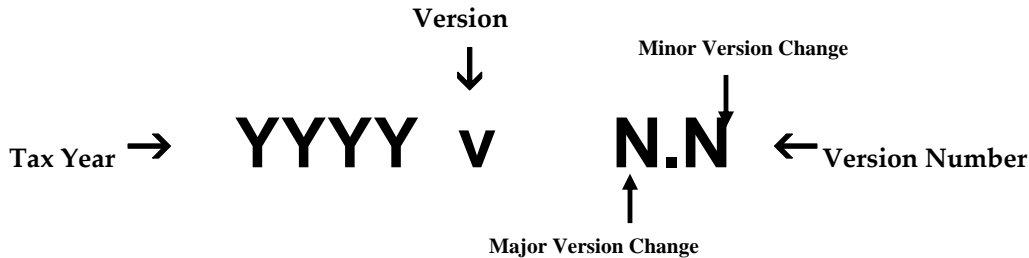 Version
Minor Version Change
Tax Year → YYYY v N.N ← Version Number
Major Version Change